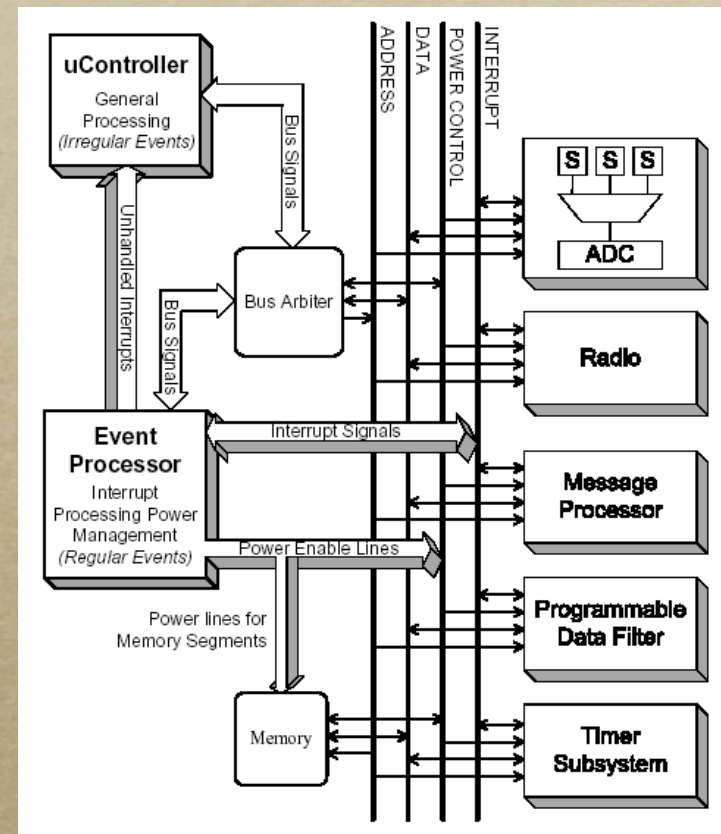 uController
General
Processing
(Irregular Events)
Bus Signals
Unhandled Interrupts
Bus Signals
Bus Arbiter
ADDRESS
DATA
POWER CONTROL
INTERRUPT
S S S
ADC
Radio
Event
Processor
Interrupt
Processing Power
Management
(Regular Events)
Interrupt Signals
Power Enable Lines
Power lines for
Memory Segments
Memory
Message
Processor
Programmable
Data Filter
Timer
Subsystem